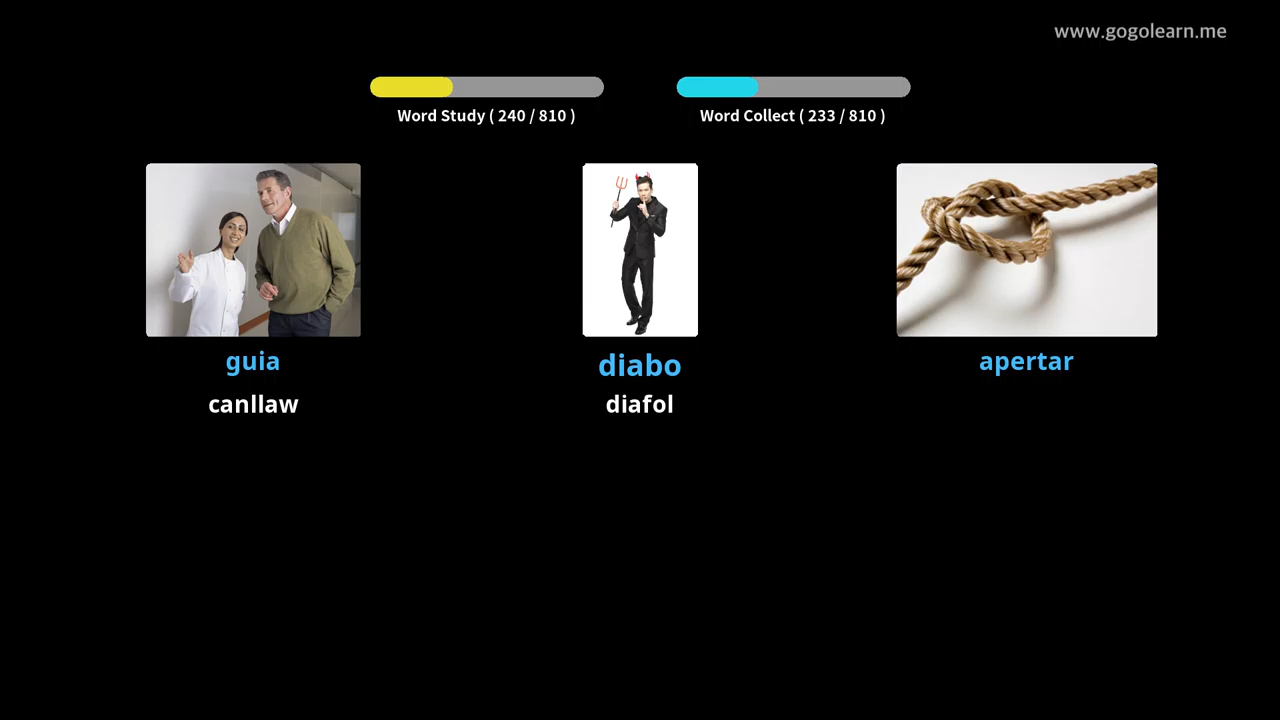 www.gogolearn.me
Word Study ( 240 / 810 )
Word Collect ( 233 / 810 )
guia
diabo
apertar
canllaw
diafol